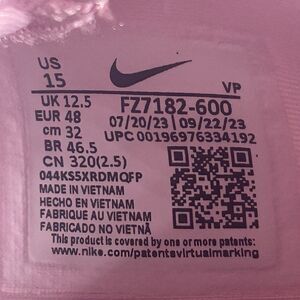 US
15
VP
UK 12.5
FZ7182-600
EUR 48
07/20/23 | 09/22/23
cm 32
UPC 00196976334192
BR 46.5
CN 320(2.5)
044KS5XRDMQFP
MADE IN VIETNAM
HECHO EN VIETNAM
FABRIQUE AU VIETNAM
FABRICADO NO VIETNÃ
This product is covered by one or more patents:
www.nike.com/patentsvirtualmarking